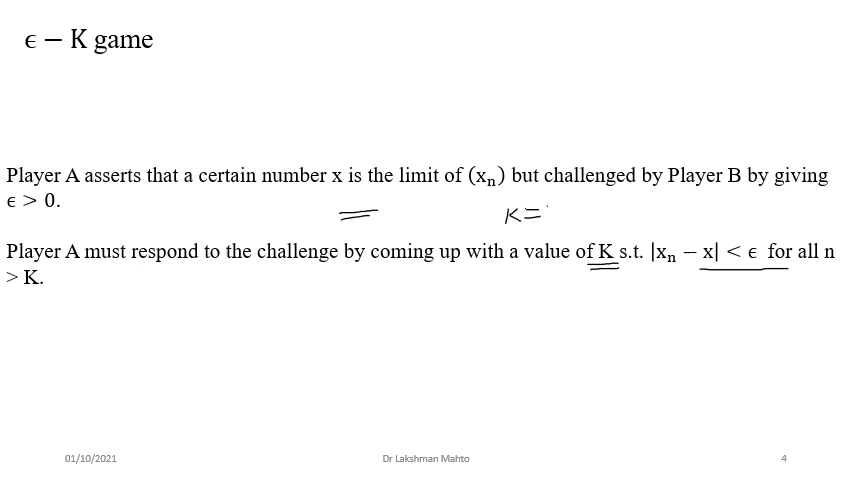 ϵ − K game
Player A asserts that a certain number x is the limit of (xₙ) but challenged by Player B by giving
ϵ > 0.
K =
Player A must respond to the challenge by coming up with a value of K s.t. |xₙ − x| < ϵ for all n
> K.
01/10/2021 Dr Lakshman Mahto 4